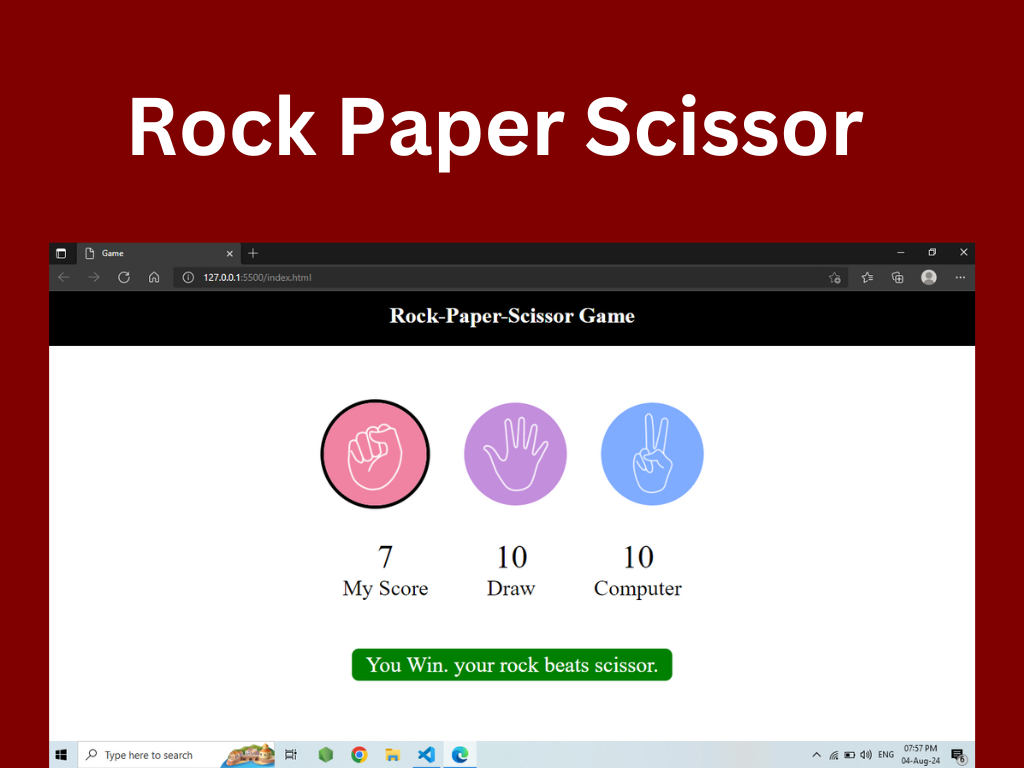 Rock Paper Scissor
Game
127.0.0.1:5500/index.html
Rock-Paper-Scissor Game
7 10 10
My Score Draw Computer
You Win. your rock beats scissor.
Type here to search
ENG
07:57 PM
04-Aug-24
6